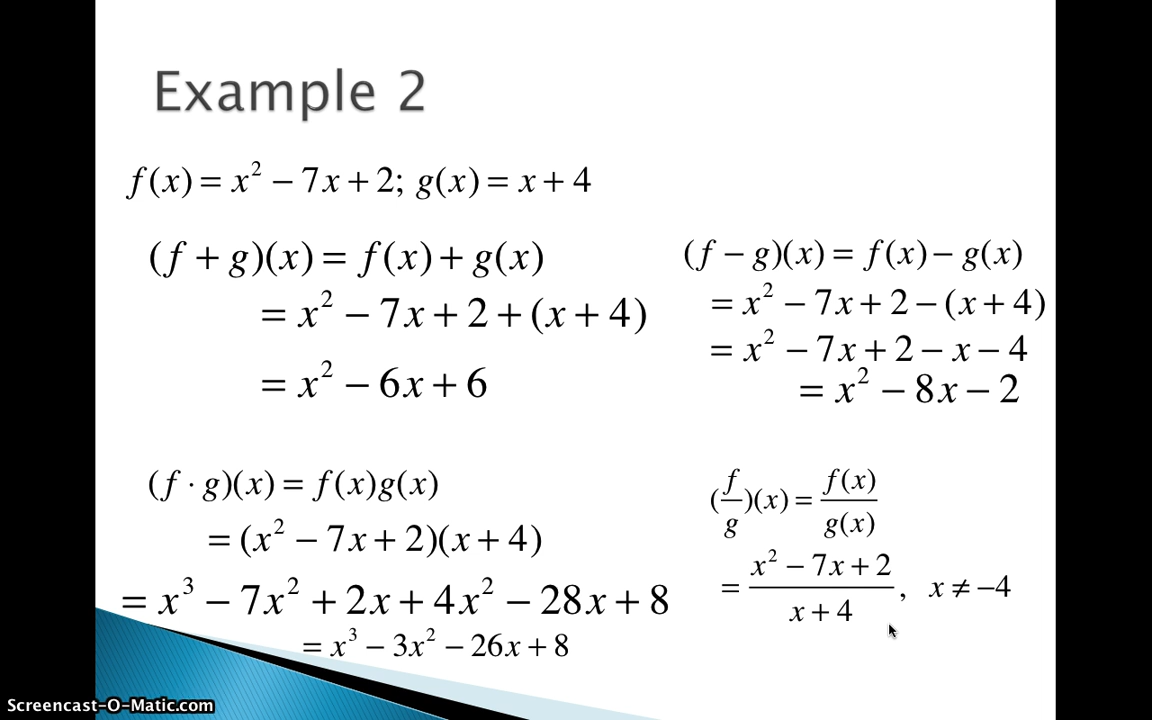 Example 2
f(x) = x² − 7x + 2; g(x) = x + 4
(f + g)(x) = f(x) + g(x)
= x² − 7x + 2 + (x + 4)
= x² − 6x + 6
(f − g)(x) = f(x) − g(x)
= x² − 7x + 2 − (x + 4)
= x² − 7x + 2 − x − 4
= x² − 8x − 2
(f · g)(x) = f(x)g(x)
= (x² − 7x + 2)(x + 4)
= x³ − 7x² + 2x + 4x² − 28x + 8
= x³ − 3x² − 26x + 8
(f/g)(x) = f(x)/g(x)
= (x² − 7x + 2)/(x + 4), x ≠ −4
Screencast-O-Matic.com